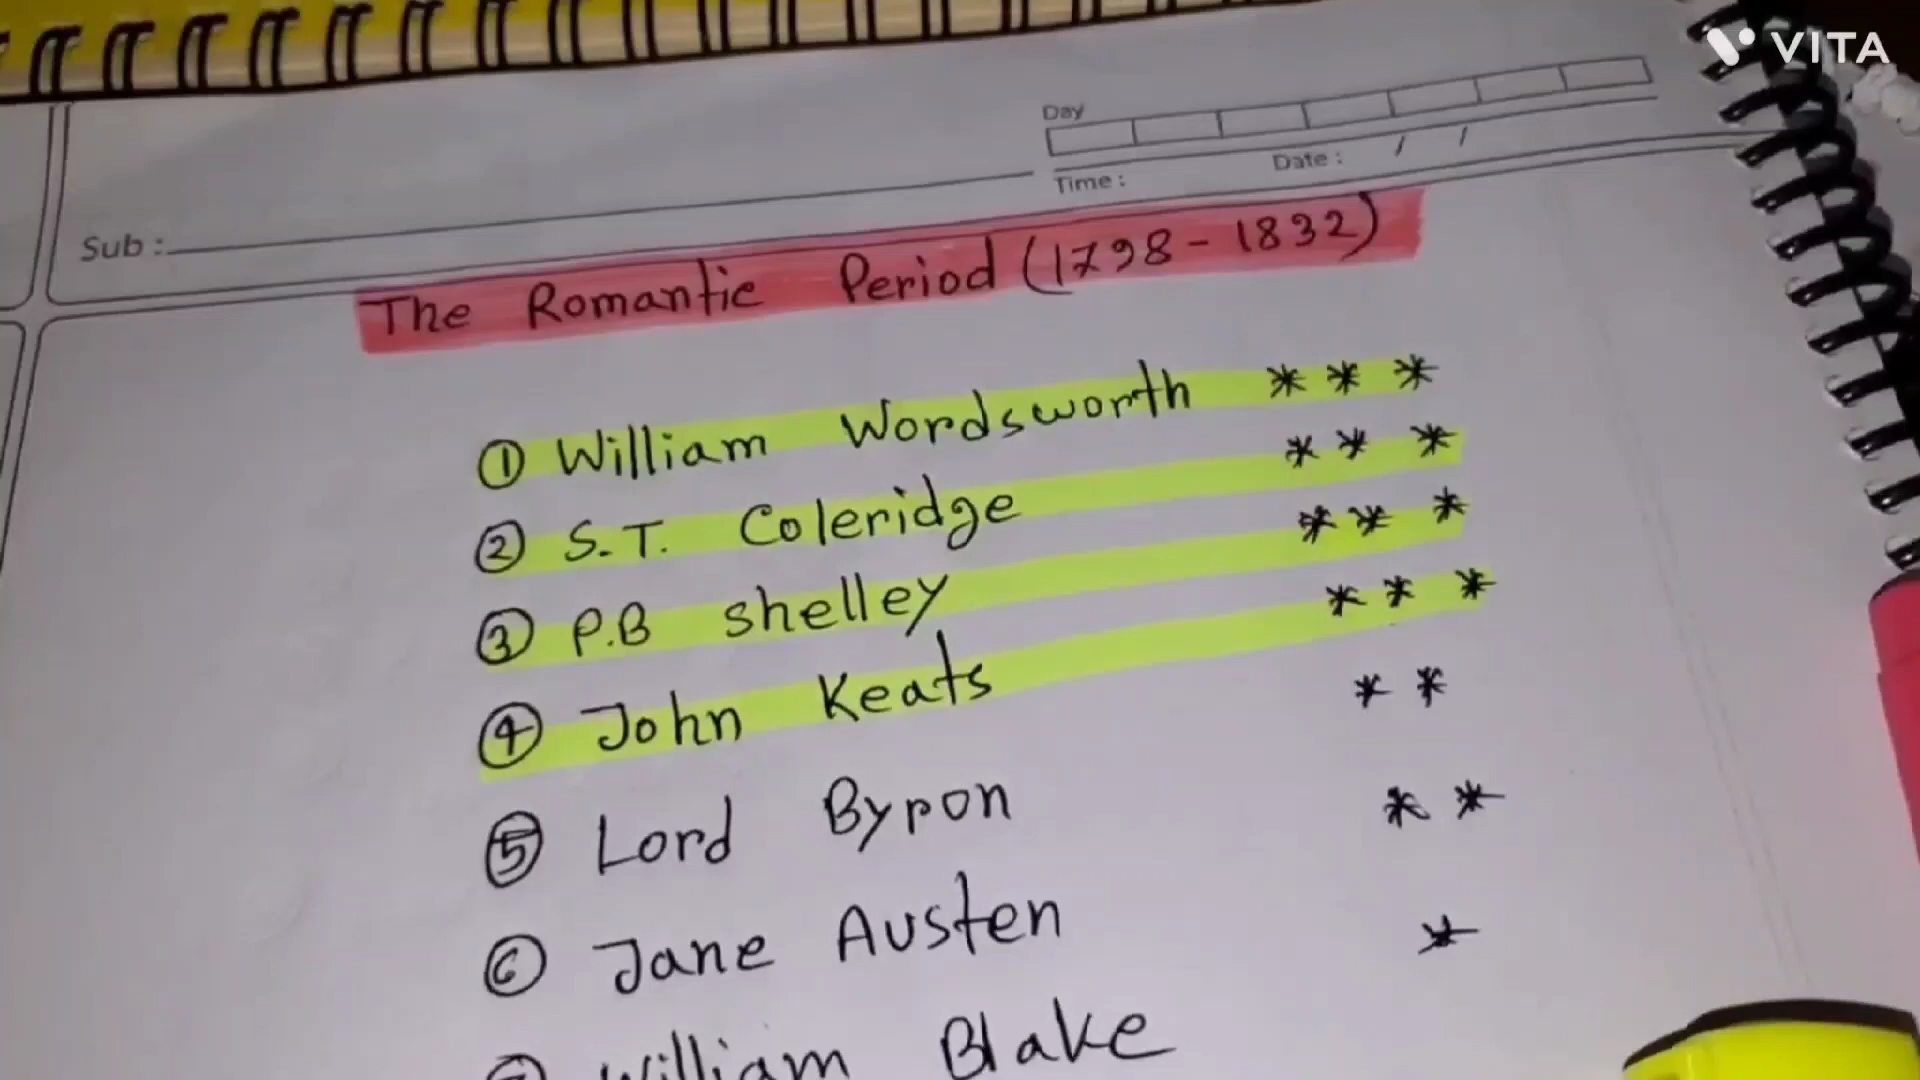 VITA
Day
Time : Date : / /
Sub :
The Romantic Period (1798 - 1832)
① William Wordsworth * * *
② S.T. Coleridge * * *
③ P.B Shelley * * *
④ John Keats * * *
⑤ Lord Byron * *
⑥ Jane Austen * *
⑦ William Blake *